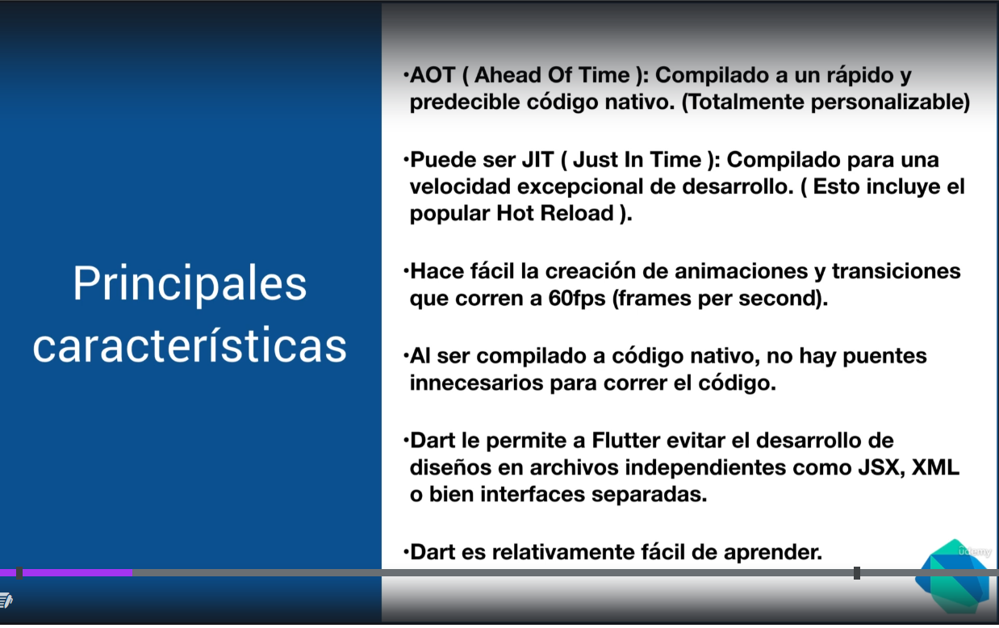 Principales
características
•AOT ( Ahead Of Time ): Compilado a un rápido y
predecible código nativo. (Totalmente personalizable)
•Puede ser JIT ( Just In Time ): Compilado para una
velocidad excepcional de desarrollo. ( Esto incluye el
popular Hot Reload ).
•Hace fácil la creación de animaciones y transiciones
que corren a 60fps (frames per second).
•Al ser compilado a código nativo, no hay puentes
innecesarios para correr el código.
•Dart le permite a Flutter evitar el desarrollo de
diseños en archivos independientes como JSX, XML
o bien interfaces separadas.
•Dart es relativamente fácil de aprender.
ûdemy